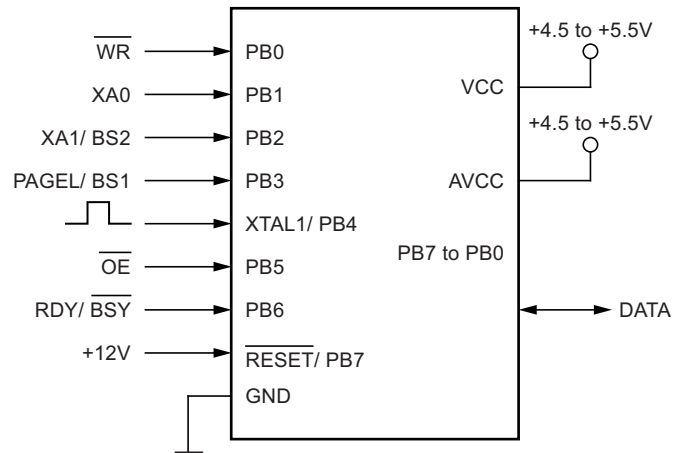 WR PB0
XA0 PB1
XA1/ BS2 PB2
PAGEL/ BS1 PB3
XTAL1/ PB4
OE PB5
RDY/ BSY PB6
+12V RESET/ PB7
GND
+4.5 to +5.5V
VCC
+4.5 to +5.5V
AVCC
PB7 to PB0
DATA